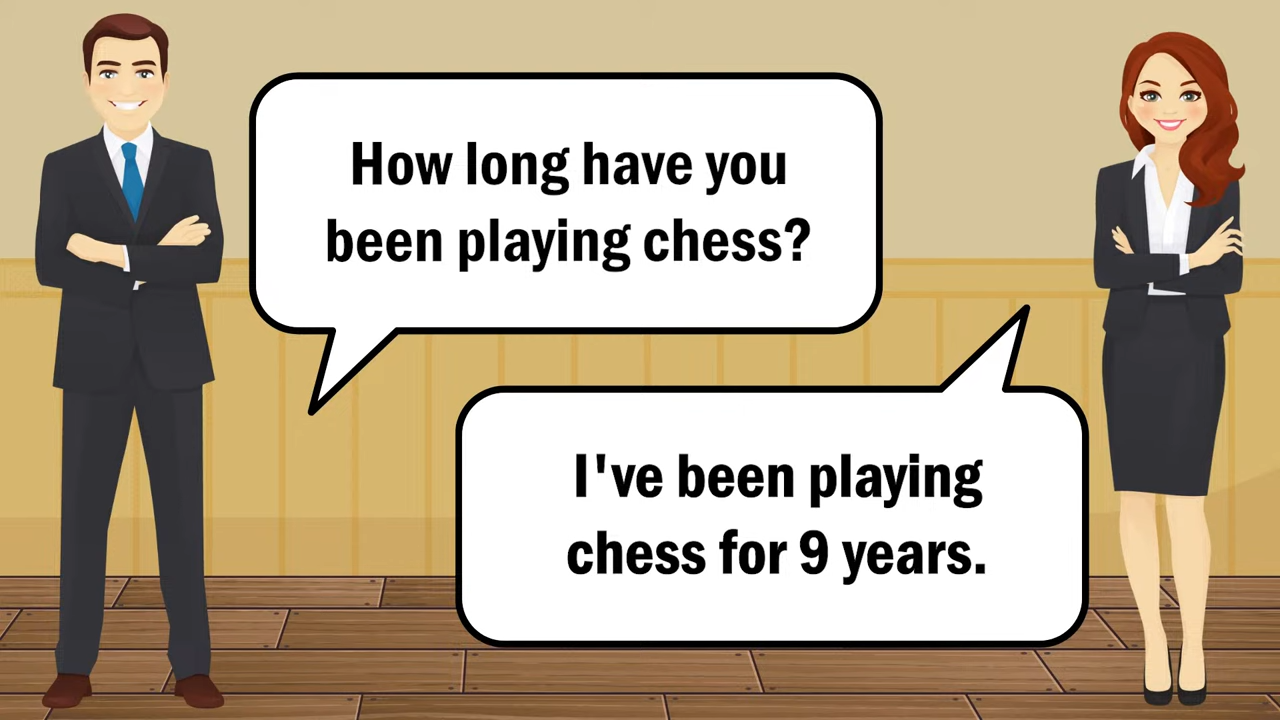 How long have you
been playing chess?
I've been playing
chess for 9 years.